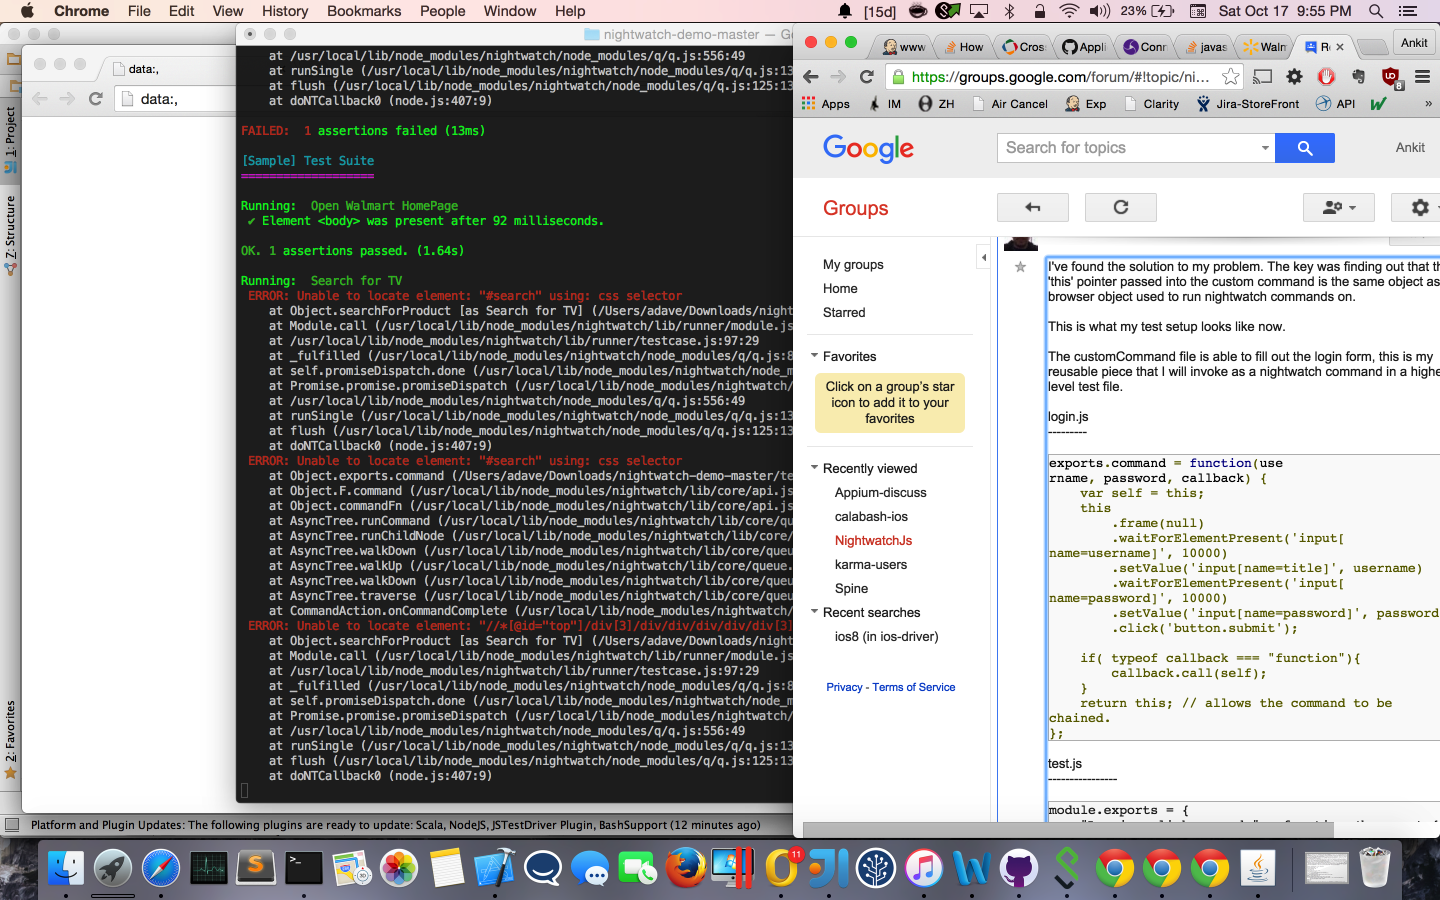 Chrome File Edit View History Bookmarks People Window Help
[15d] 23% Sat Oct 17 9:55 PM
data:,
data:,
1: Project
Z: Structure
2: Favorites
nightwatch-demo-master — Go
at /usr/local/lib/node_modules/nightwatch/node_modules/q/q.js:556:49
at runSingle (/usr/local/lib/node_modules/nightwatch/node_modules/q/q.js:13
at flush (/usr/local/lib/node_modules/nightwatch/node_modules/q/q.js:125:13
at doNTCallback0 (node.js:407:9)
FAILED: 1 assertions failed (13ms)
[Sample] Test Suite
===================
Running: Open Walmart HomePage
✔ Element <body> was present after 92 milliseconds.
OK. 1 assertions passed. (1.64s)
Running: Search for TV
ERROR: Unable to locate element: "#search" using: css selector
at Object.searchForProduct [as Search for TV] (/Users/adave/Downloads/night
at Module.call (/usr/local/lib/node_modules/nightwatch/lib/runner/module.js
at /usr/local/lib/node_modules/nightwatch/lib/runner/testcase.js:97:29
at _fulfilled (/usr/local/lib/node_modules/nightwatch/node_modules/q/q.js:8
at self.promiseDispatch.done (/usr/local/lib/node_modules/nightwatch/node_m
at Promise.promise.promiseDispatch (/usr/local/lib/node_modules/nightwatch/
at /usr/local/lib/node_modules/nightwatch/node_modules/q/q.js:556:49
at runSingle (/usr/local/lib/node_modules/nightwatch/node_modules/q/q.js:13
at flush (/usr/local/lib/node_modules/nightwatch/node_modules/q/q.js:125:13
at doNTCallback0 (node.js:407:9)
ERROR: Unable to locate element: "#search" using: css selector
at Object.exports.command (/Users/adave/Downloads/nightwatch-demo-master/te
at Object.F.command (/usr/local/lib/node_modules/nightwatch/lib/core/api.js
at Object.commandFn (/usr/local/lib/node_modules/nightwatch/lib/core/api.js
at AsyncTree.runCommand (/usr/local/lib/node_modules/nightwatch/lib/core/qu
at AsyncTree.runChildNode (/usr/local/lib/node_modules/nightwatch/lib/core/
at AsyncTree.walkDown (/usr/local/lib/node_modules/nightwatch/lib/core/queu
at AsyncTree.walkUp (/usr/local/lib/node_modules/nightwatch/lib/core/queue.
at AsyncTree.walkDown (/usr/local/lib/node_modules/nightwatch/lib/core/queu
at AsyncTree.traverse (/usr/local/lib/node_modules/nightwatch/lib/core/queu
at CommandAction.onCommandComplete (/usr/local/lib/node_modules/nightwatch/
ERROR: Unable to locate element: "//*[@id="top"]/div[3]/div/div/div/div/div[3]
at Object.searchForProduct [as Search for TV] (/Users/adave/Downloads/night
at Module.call (/usr/local/lib/node_modules/nightwatch/lib/runner/module.js
at /usr/local/lib/node_modules/nightwatch/lib/runner/testcase.js:97:29
at _fulfilled (/usr/local/lib/node_modules/nightwatch/node_modules/q/q.js:8
at self.promiseDispatch.done (/usr/local/lib/node_modules/nightwatch/node_m
at Promise.promise.promiseDispatch (/usr/local/lib/node_modules/nightwatch/
at /usr/local/lib/node_modules/nightwatch/node_modules/q/q.js:556:49
at runSingle (/usr/local/lib/node_modules/nightwatch/node_modules/q/q.js:13
at flush (/usr/local/lib/node_modules/nightwatch/node_modules/q/q.js:125:13
at doNTCallback0 (node.js:407:9)
Platform and Plugin Updates: The following plugins are ready to update: Scala, NodeJS, JSTestDriver Plugin, BashSupport (12 minutes ago)
www How Cros Appli Conn javas Waln Re Ankit
https://groups.google.com/forum/#!topic/ni...
8
Apps IM ZH Air Cancel Exp Clarity Jira-StoreFront API »
Google
Search for topics
Ankit
Groups
My groups
Home
Starred
Favorites
Click on a group's star
icon to add it to your
favorites
Recently viewed
Appium-discuss
calabash-ios
NightwatchJs
karma-users
Spine
Recent searches
ios8 (in ios-driver)
Privacy - Terms of Service
I've found the solution to my problem. The key was finding out that th
'this' pointer passed into the custom command is the same object as
browser object used to run nightwatch commands on.
This is what my test setup looks like now.
The customCommand file is able to fill out the login form, this is my
reusable piece that I will invoke as a nightwatch command in a highe
level test file.
login.js
---------
exports.command = function(use
rname, password, callback) {
var self = this;
this
.frame(null)
.waitForElementPresent('input[
name=username]', 10000)
.setValue('input[name=title]', username)
.waitForElementPresent('input[
name=password]', 10000)
.setValue('input[name=password]', password
.click('button.submit');
if( typeof callback === "function"){
callback.call(self);
}
return this; // allows the command to be
chained.
};
test.js
----------------
module.exports = {
11